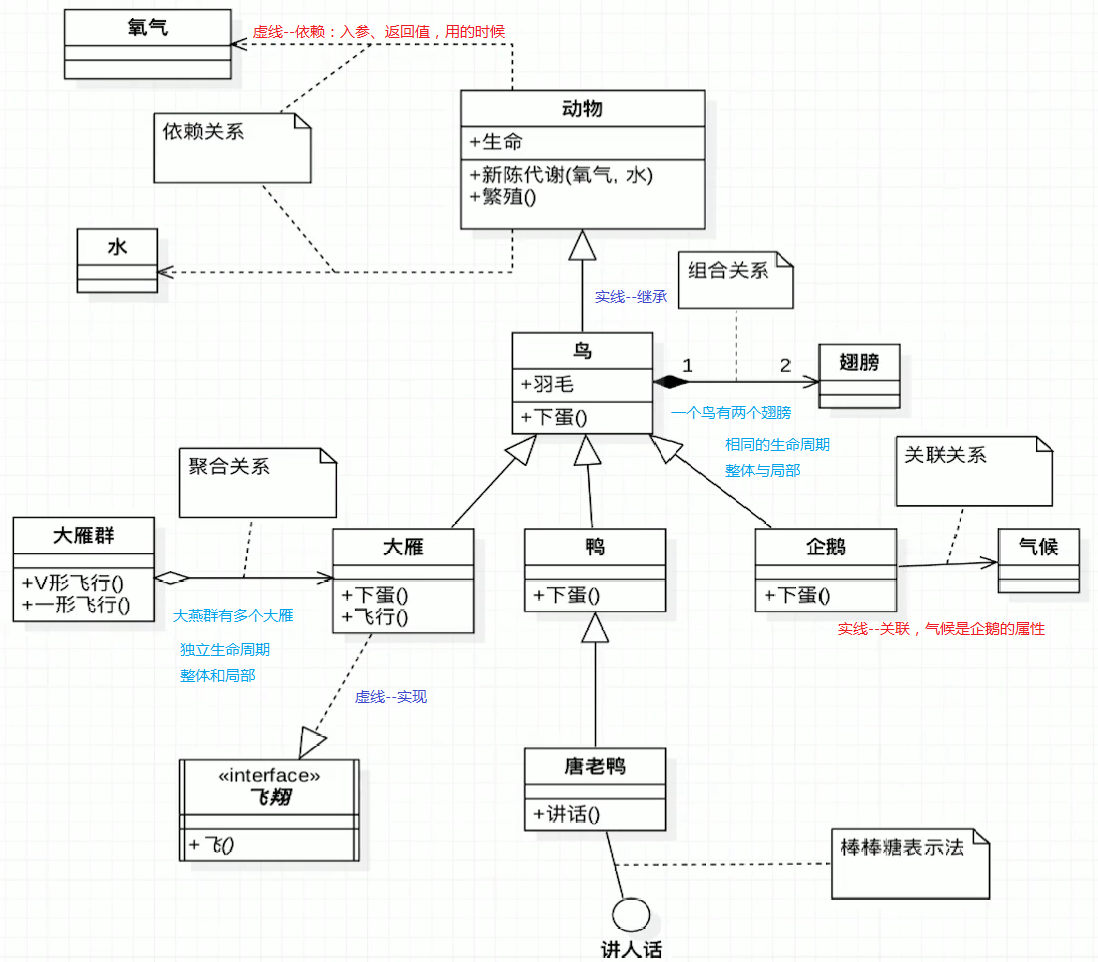 氧气
虚线--依赖：入参、返回值，用的时候
依赖关系
动物
+生命
+新陈代谢(氧气, 水)
+繁殖()
水
组合关系
实线--继承
鸟
+羽毛
+下蛋()
1
2
翅膀
一个鸟有两个翅膀
相同的生命周期
整体与局部
聚合关系
关联关系
大雁群
+V形飞行()
+一形飞行()
大雁
+下蛋()
+飞行()
鸭
+下蛋()
企鹅
+下蛋()
气候
大燕群有多个大雁
独立生命周期
整体和局部
实线--关联，气候是企鹅的属性
虚线--实现
«interface»
飞翔
+飞()
唐老鸭
+讲话()
棒棒糖表示法
讲人话